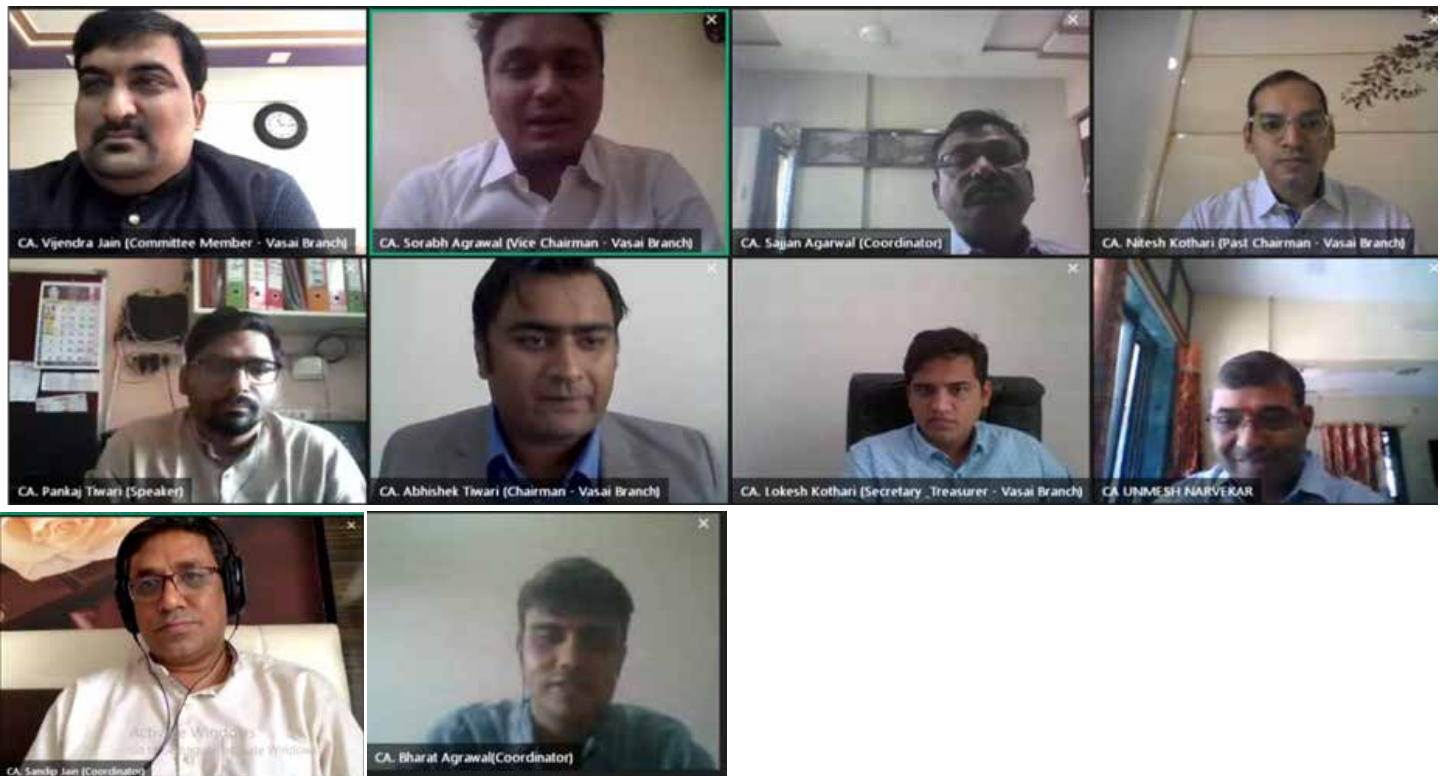 CA. Vijendra Jain (Committee Member - Vasai Branch)
CA. Sorabh Agrawal (Vice Chairman - Vasai Branch)
CA. Sajjan Agarwal (Coordinator)
CA. Nitesh Kothari (Past Chairman - Vasai Branch)
CA. Pankaj Tiwari (Speaker)
CA. Abhishek Tiwari (Chairman - Vasai Branch)
CA. Lokesh Kothari (Secretary_Treasurer - Vasai Branch)
CA UNMESH NARVEKAR
Activate Windows
CA. Sandip Jain (Coordinator)
CA. Bharat Agrawal(Coordinator)